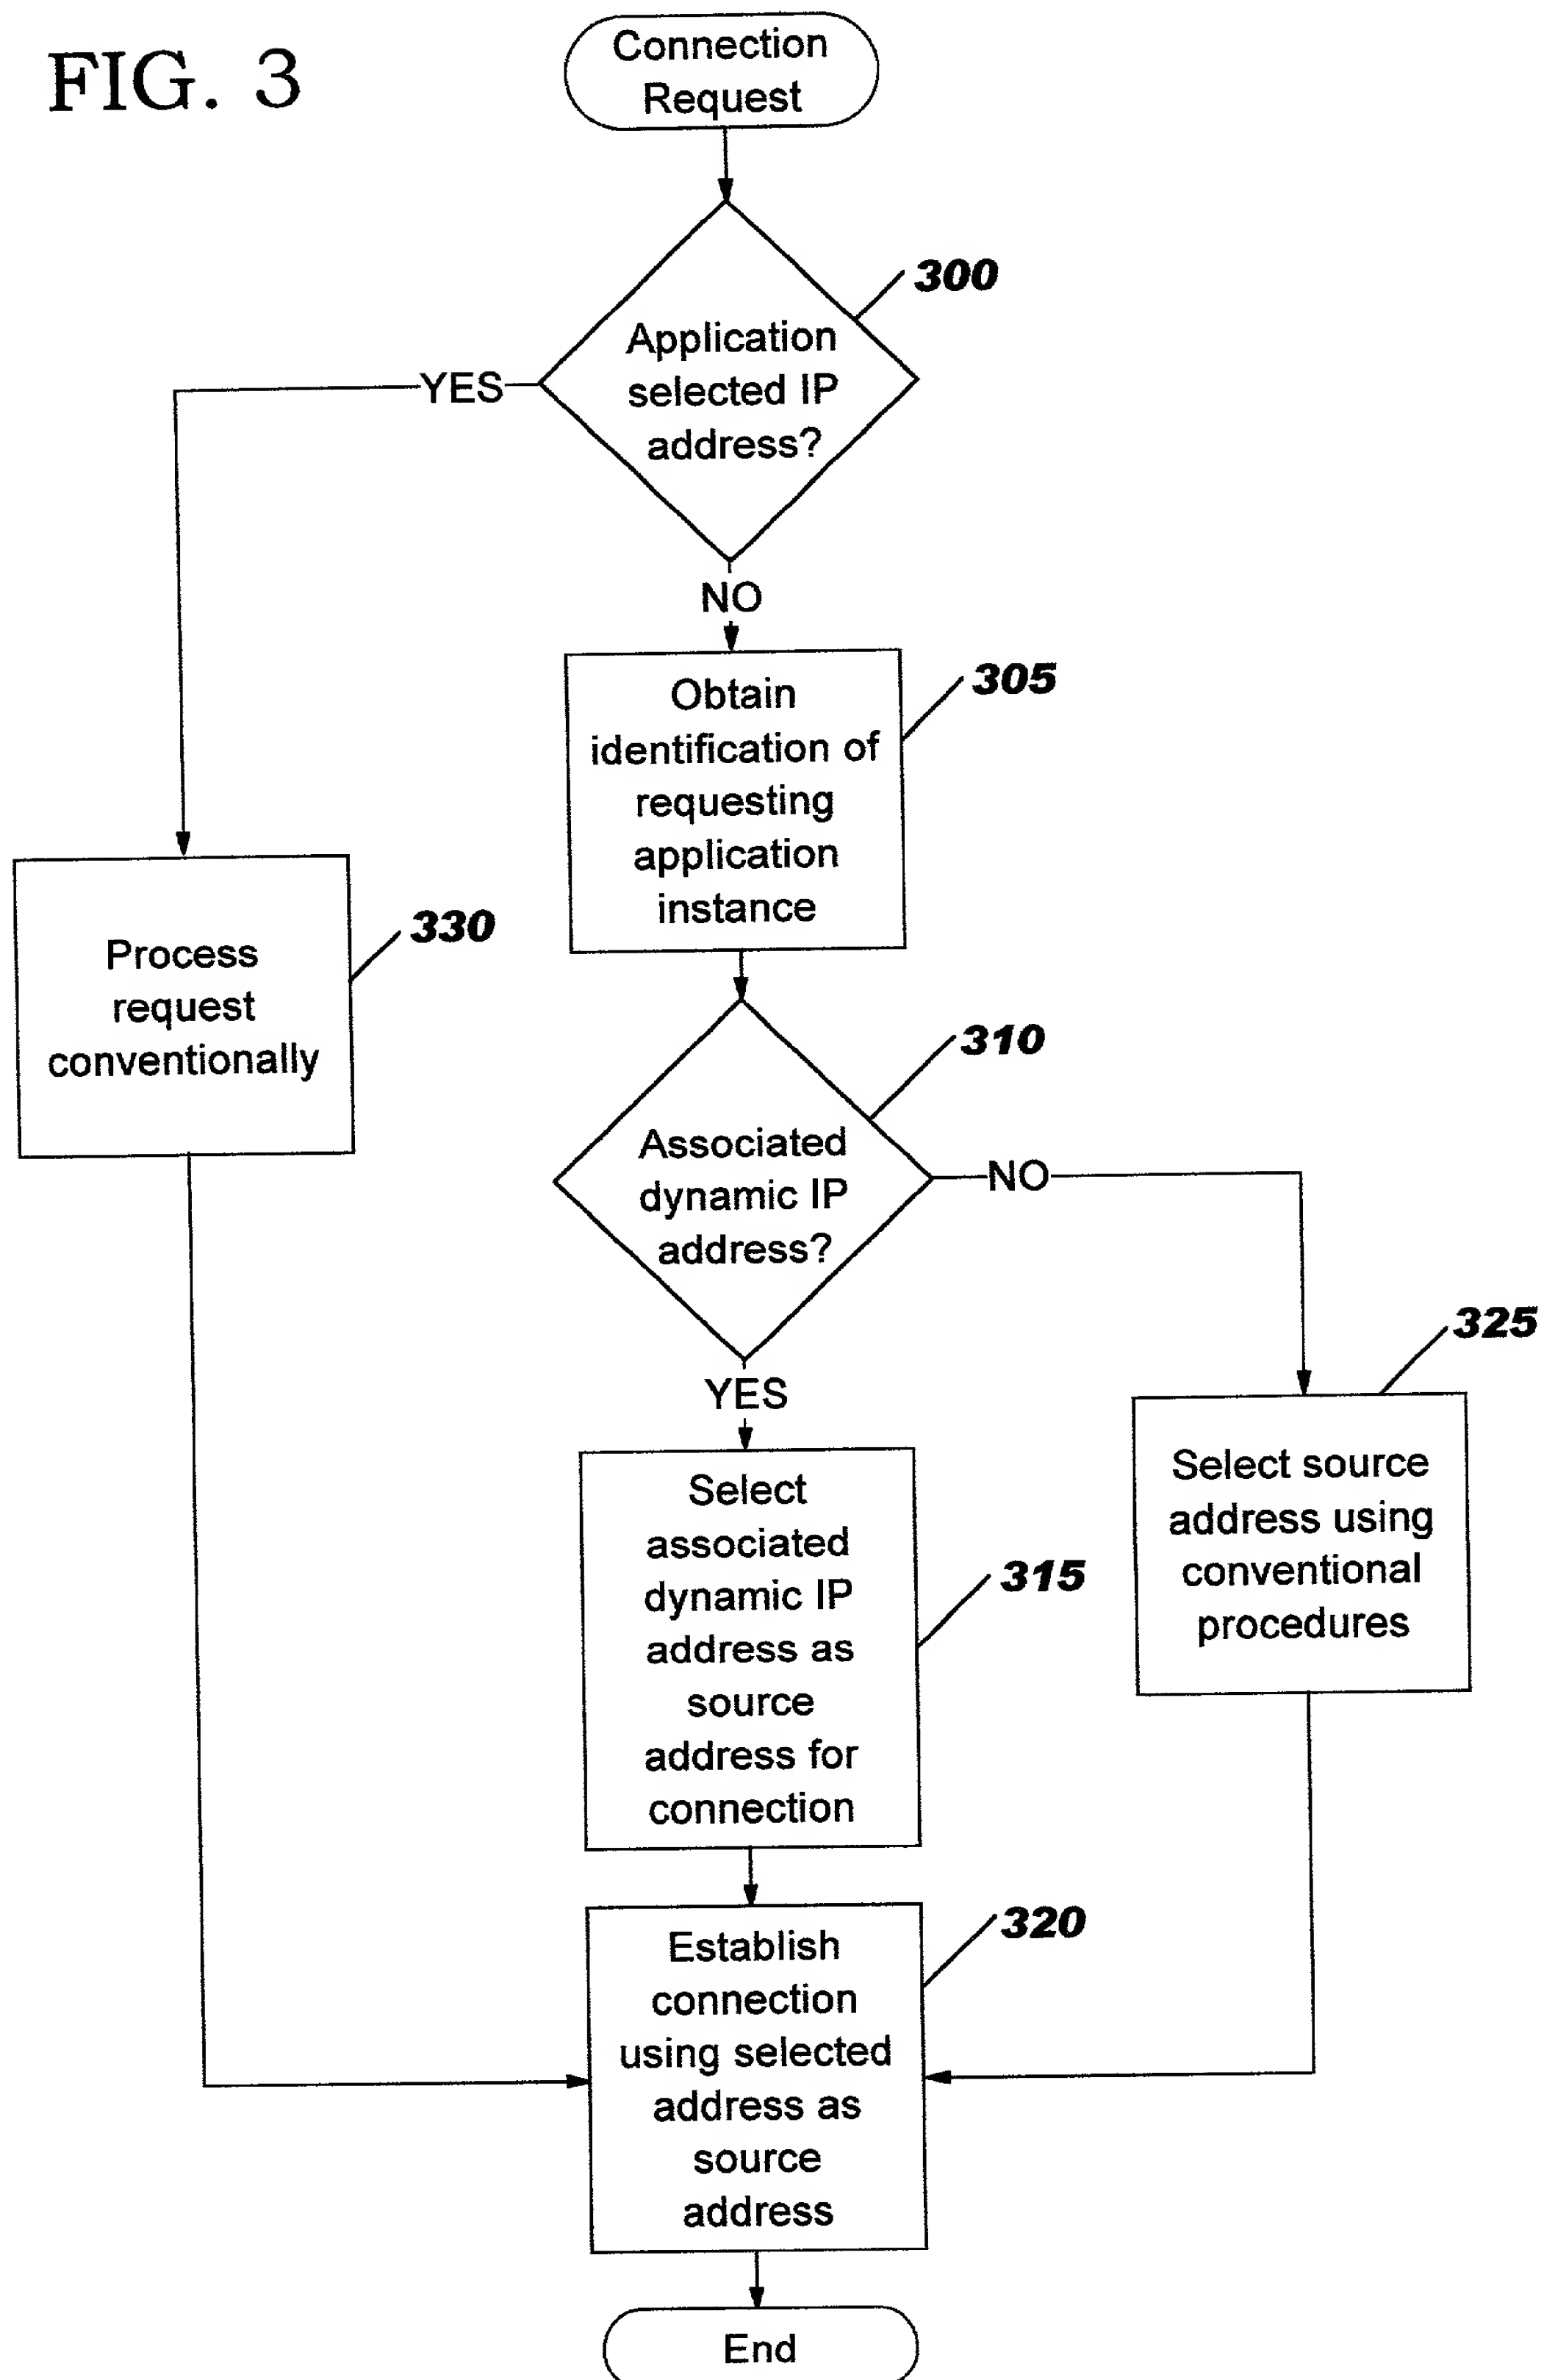 FIG. 3
Connection
Request
300
Application
selected IP
address?
YES
NO
305
Obtain
identification of
requesting
application
instance
330
Process
request
conventionally
310
Associated
dynamic IP
address?
NO
YES
325
Select source
address using
conventional
procedures
Select
associated
dynamic IP
address as
source
address for
connection
315
320
Establish
connection
using selected
address as
source
address
End